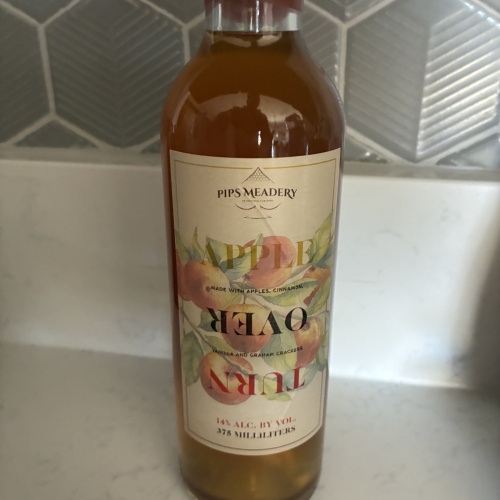 PIPS MEADERY
APPLE
MADE WITH APPLES, CINNAMON,
OVER
VANILLA AND GRAHAM CRACKERS
TURN
14% ALC. BY VOL.
375 MILLILITERS